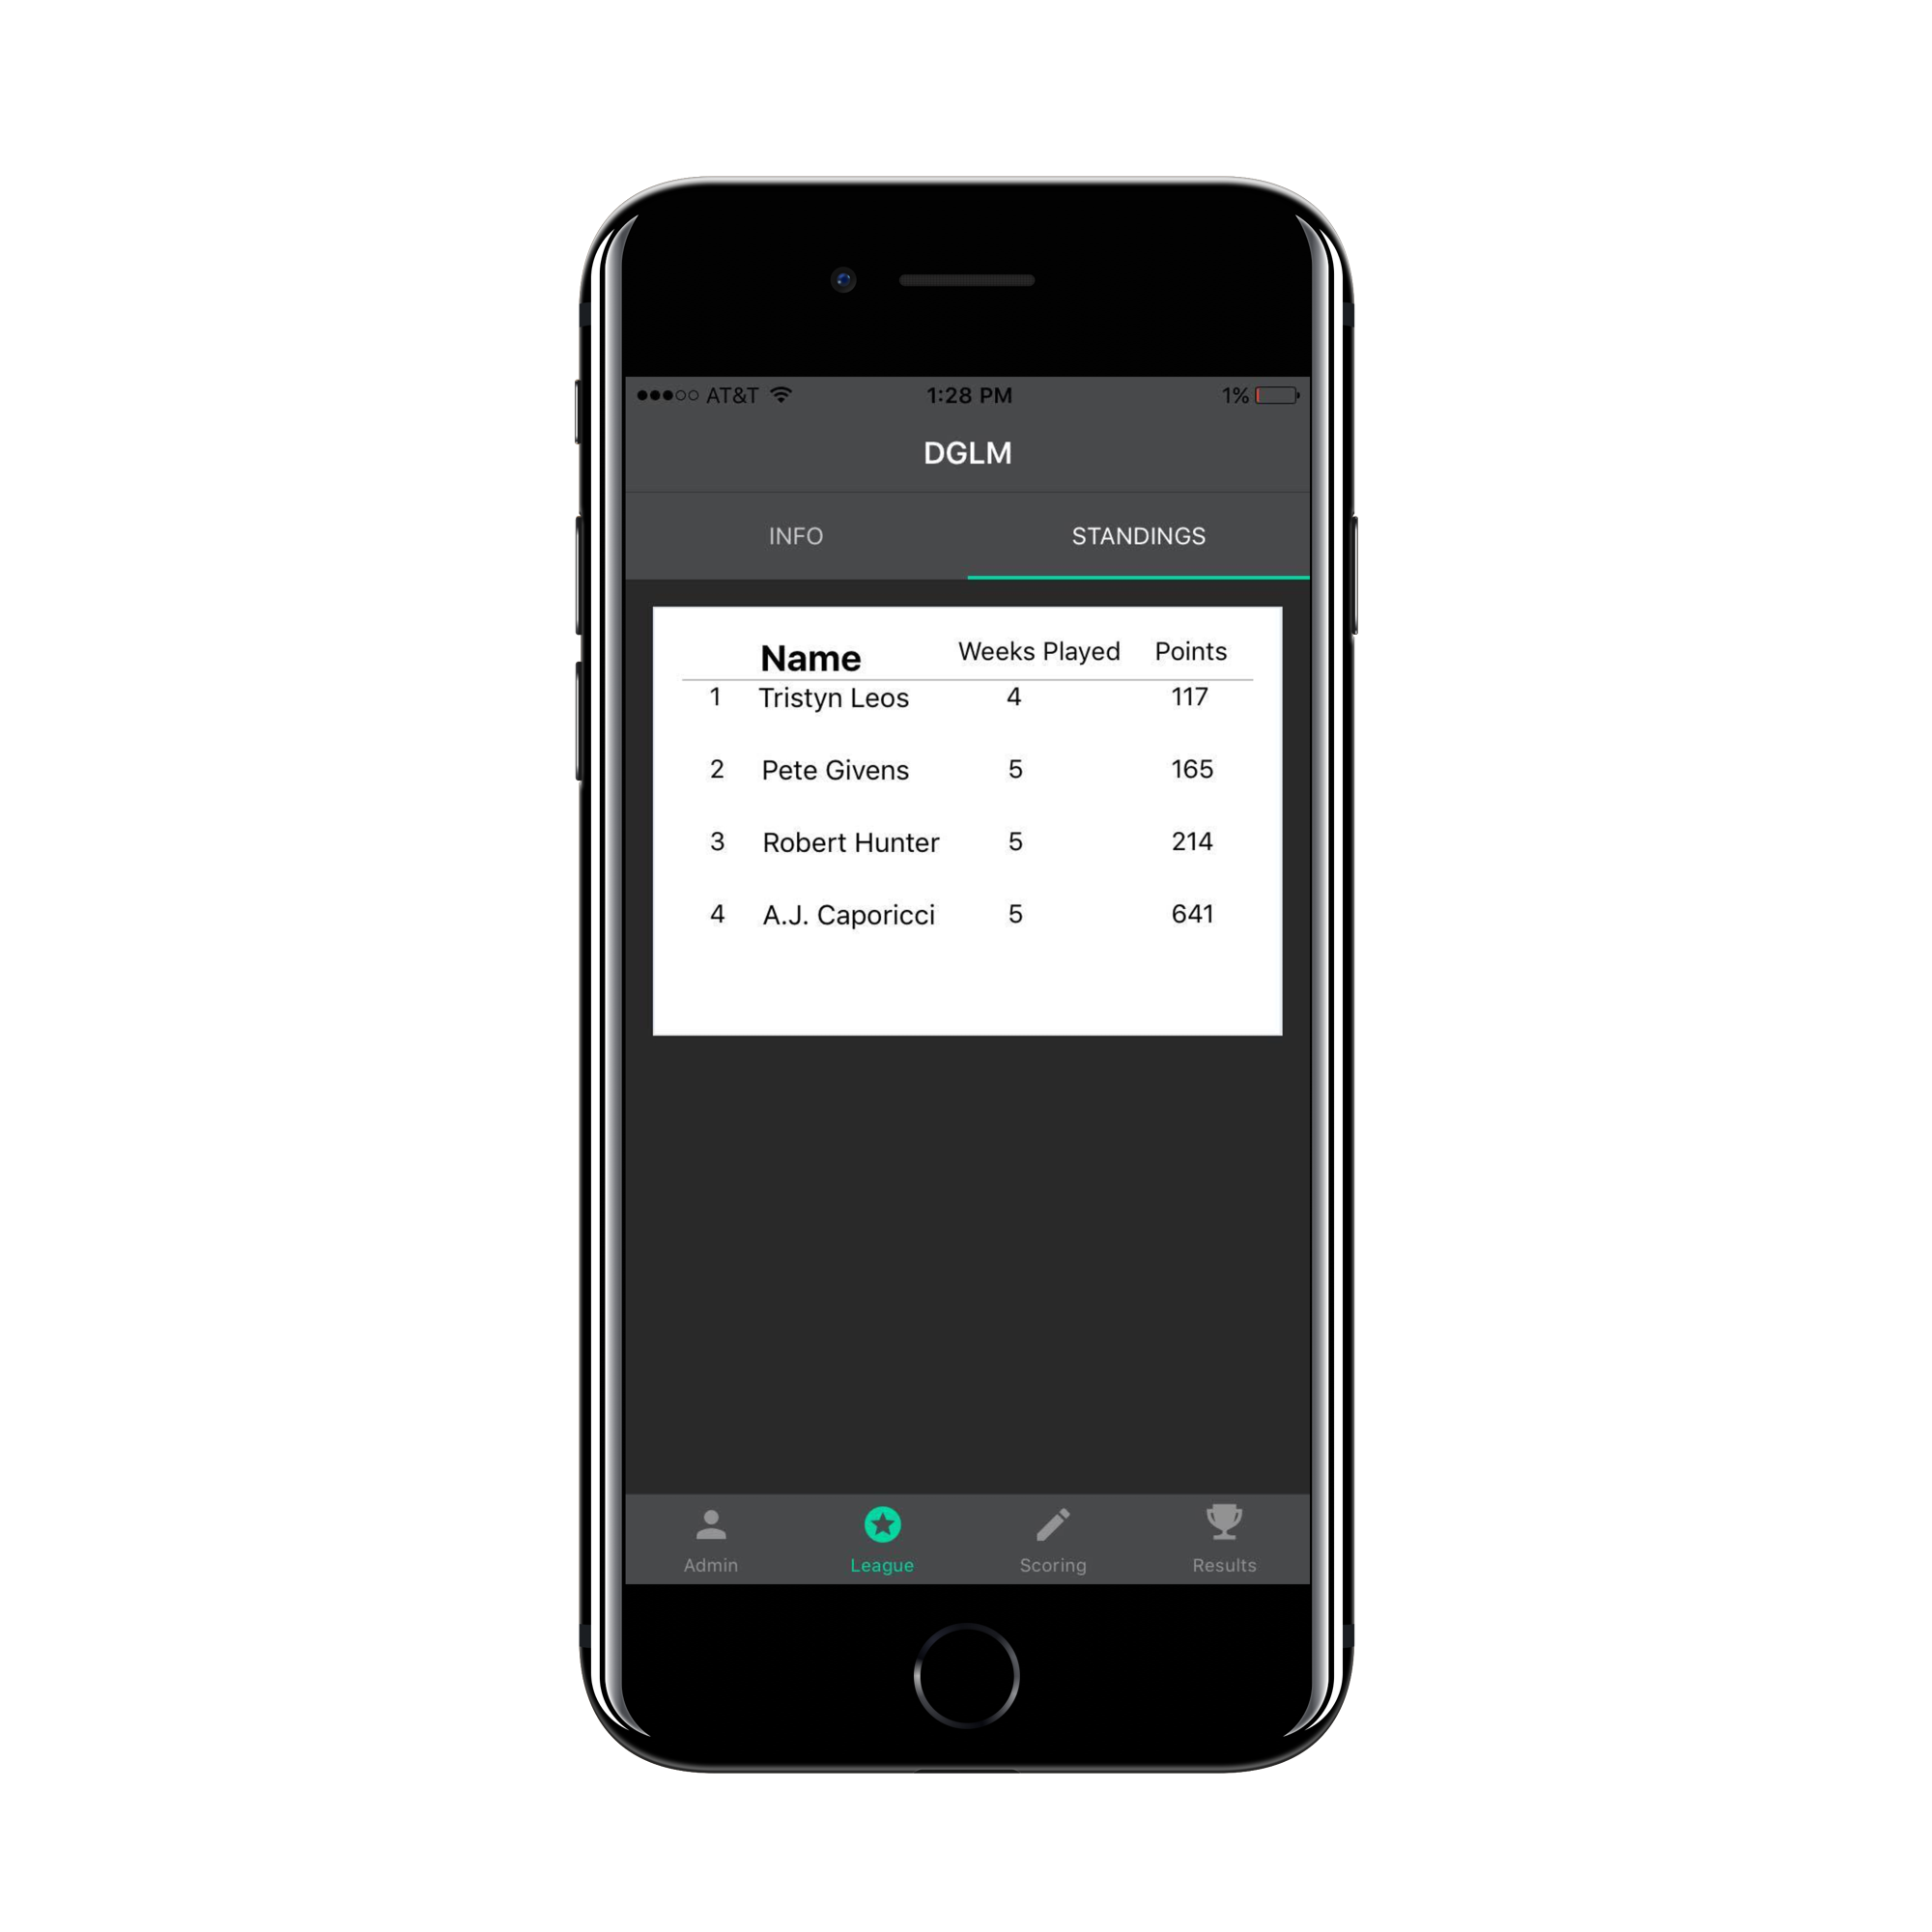 AT&T 1:28 PM 1%
DGLM
INFO STANDINGS
Name Weeks Played Points
1 Tristyn Leos 4 117
2 Pete Givens 5 165
3 Robert Hunter 5 214
4 A.J. Caporicci 5 641
Admin League Scoring Results